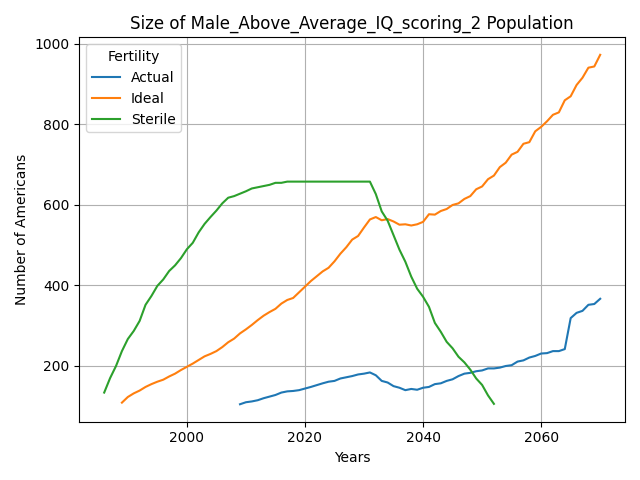 Size of Male_Above_Average_IQ_scoring_2 Population
Number of Americans
1000
800
600
400
200
Fertility
Actual
Ideal
Sterile
2000
2020
2040
2060
Years